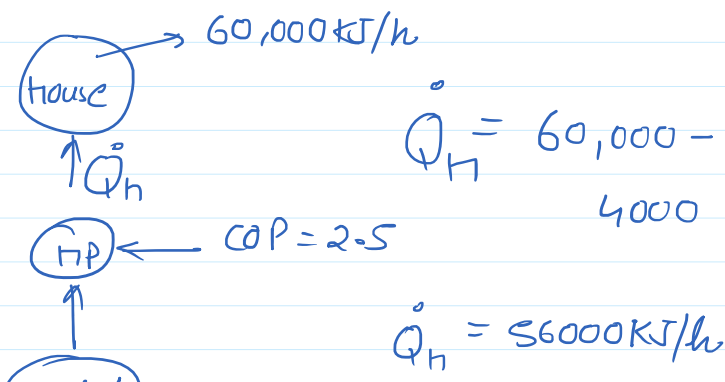 60,000 KJ/h
House
Q̇H = 60,000 -
4000
Q̇h
HP
COP = 2.5
Q̇h = 56000 KJ/h